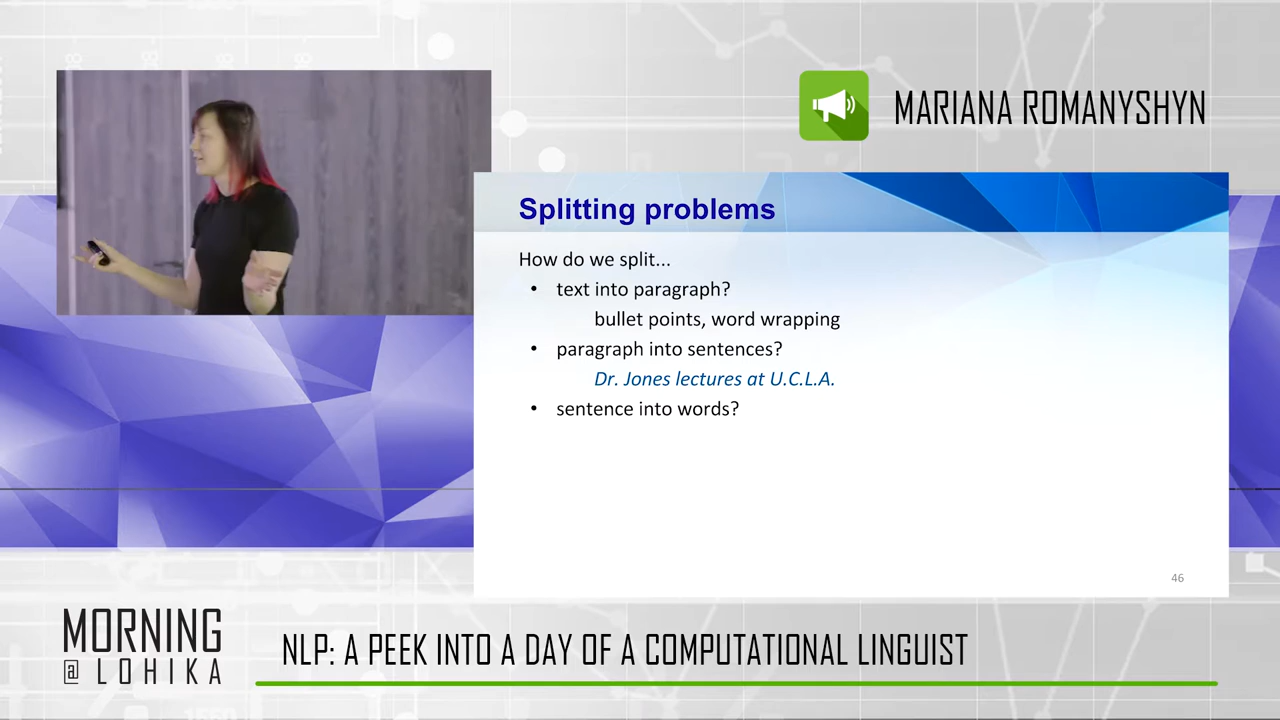 MARIANA ROMANYSHYN
Splitting problems
How do we split...
• text into paragraph?
bullet points, word wrapping
• paragraph into sentences?
Dr. Jones lectures at U.C.L.A.
• sentence into words?
46
MORNING
@ LOHIKA
NLP: A PEEK INTO A DAY OF A COMPUTATIONAL LINGUIST